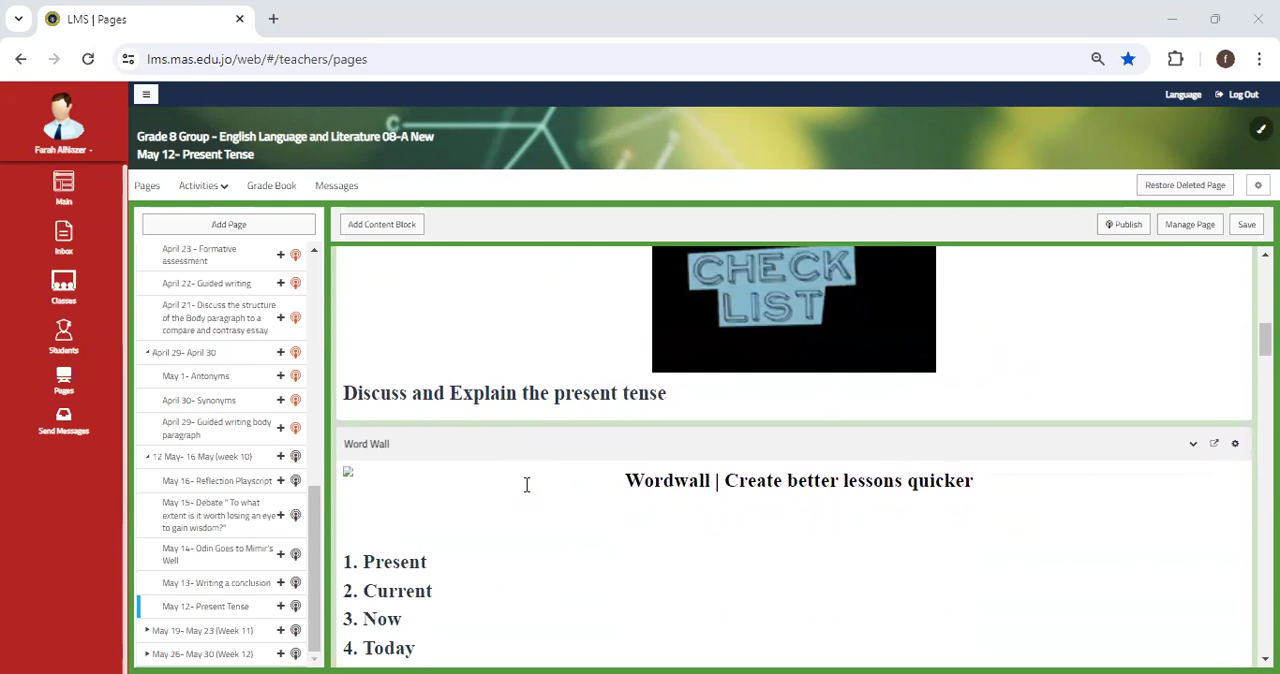 LMS | Pages
lms.mas.edu.jo/web/#/teachers/pages
f
Language
Log Out
Farah AlNazer
Grade 8 Group - English Language and Literature 08-A New
May 12- Present Tense
Pages
Activities
Grade Book
Messages
Restore Deleted Page
Main
Inbox
Classes
Students
Pages
Send Messages
Add Page
April 23 - Formative
assessment
April 22- Guided writing
April 21- Discuss the structure
of the Body paragraph to a
compare and contrasy essay
April 29- April 30
May 1- Antonyms
April 30- Synonyms
April 29- Guided writing body
paragraph
12 May- 16 May (week 10)
May 16- Reflection Playscript
May 15- Debate " To what
extent is it worth losing an eye
to gain wisdom?"
May 14- Odin Goes to Mimir's
Well
May 13- Writing a conclusion
May 12- Present Tense
May 19- May 23 (Week 11)
May 26- May 30 (Week 12)
Add Content Block
Publish
Manage Page
Save
CHECK
LIST
Discuss and Explain the present tense
Word Wall
Wordwall | Create better lessons quicker
1. Present
2. Current
3. Now
4. Today